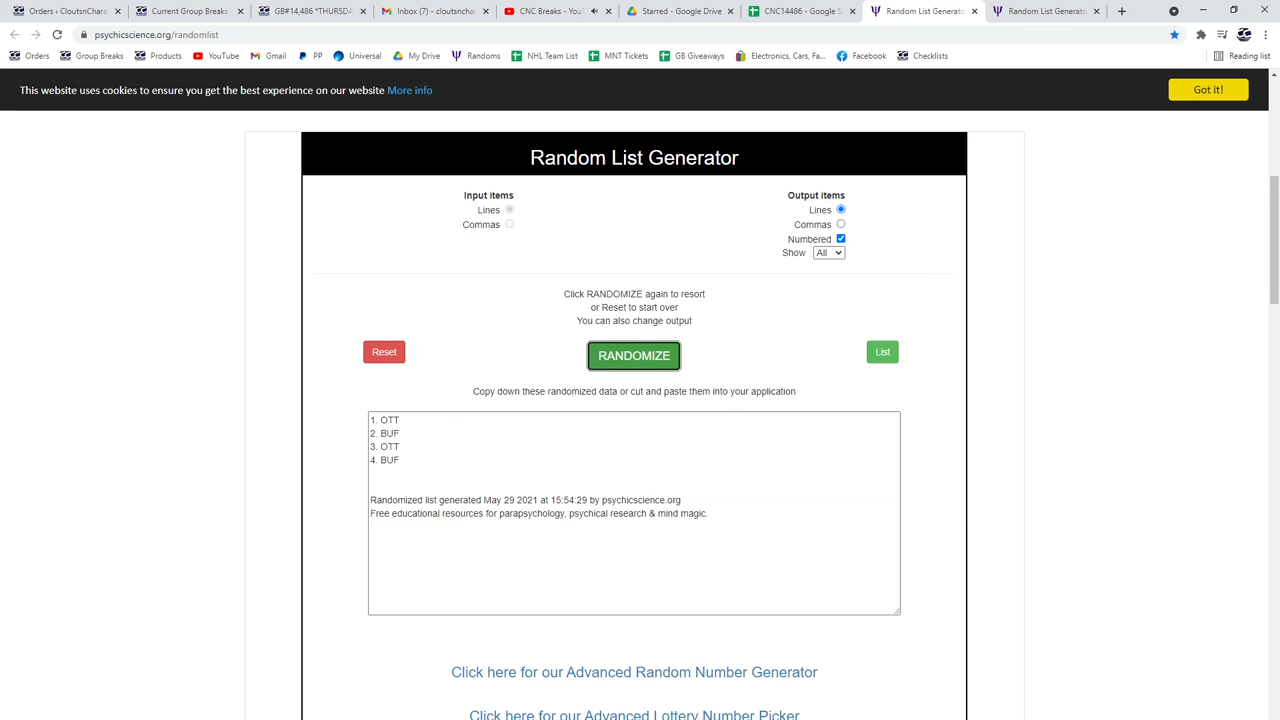 Orders ‹ CloutsnChara
Current Group Breaks
GB#14,486 *THURSDA
Inbox (7) - cloutsnchar
CNC Breaks - YouT
Starred - Google Drive
CNC14486 - Google S
Random List Generato
Random List Generato
psychicscience.org/randomlist
Orders
Group Breaks
Products
YouTube
Gmail
PP
Universal
My Drive
Randoms
NHL Team List
MNT Tickets
GB Giveaways
Electronics, Cars, Fa...
Facebook
Checklists
Reading list
This website uses cookies to ensure you get the best experience on our website More info
Got it!
Random List Generator
Input items
Lines
Commas
Output items
Lines
Commas
Numbered
Show All
Click RANDOMIZE again to resort
or Reset to start over
You can also change output
Reset
RANDOMIZE
List
Copy down these randomized data or cut and paste them into your application
1. OTT
2. BUF
3. OTT
4. BUF
Randomized list generated May 29 2021 at 15:54:29 by psychicscience.org
Free educational resources for parapsychology, psychical research & mind magic.
Click here for our Advanced Random Number Generator
Click here for our Advanced Lottery Number Picker